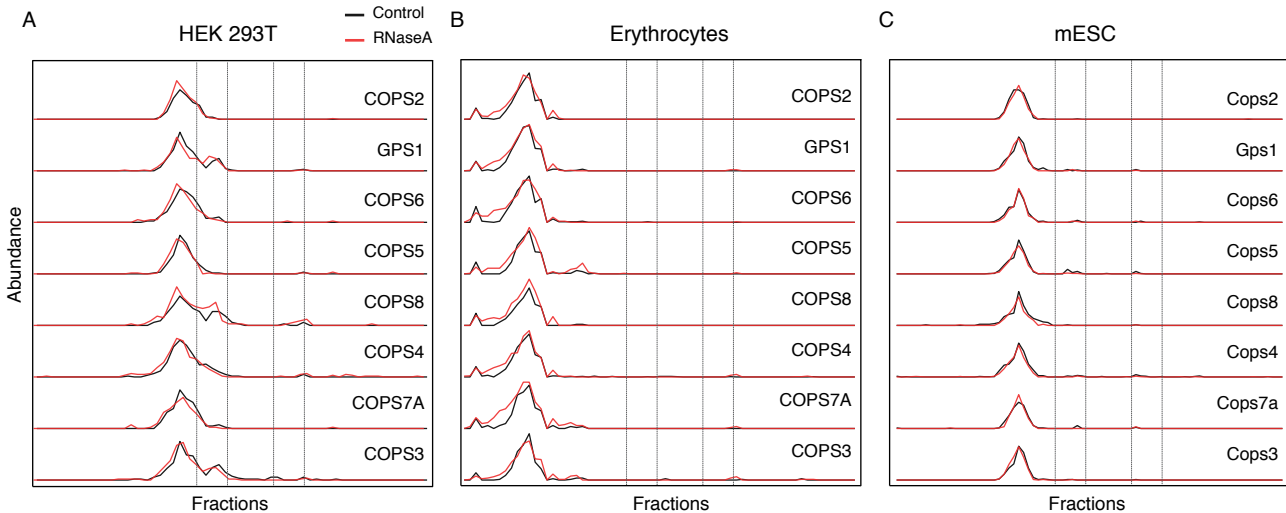 A
HEK 293T
Control
RNaseA
Abundance
COPS2
GPS1
COPS6
COPS5
COPS8
COPS4
COPS7A
COPS3
Fractions
B
Erythrocytes
COPS2
GPS1
COPS6
COPS5
COPS8
COPS4
COPS7A
COPS3
Fractions
C
mESC
Cops2
Gps1
Cops6
Cops5
Cops8
Cops4
Cops7a
Cops3
Fractions